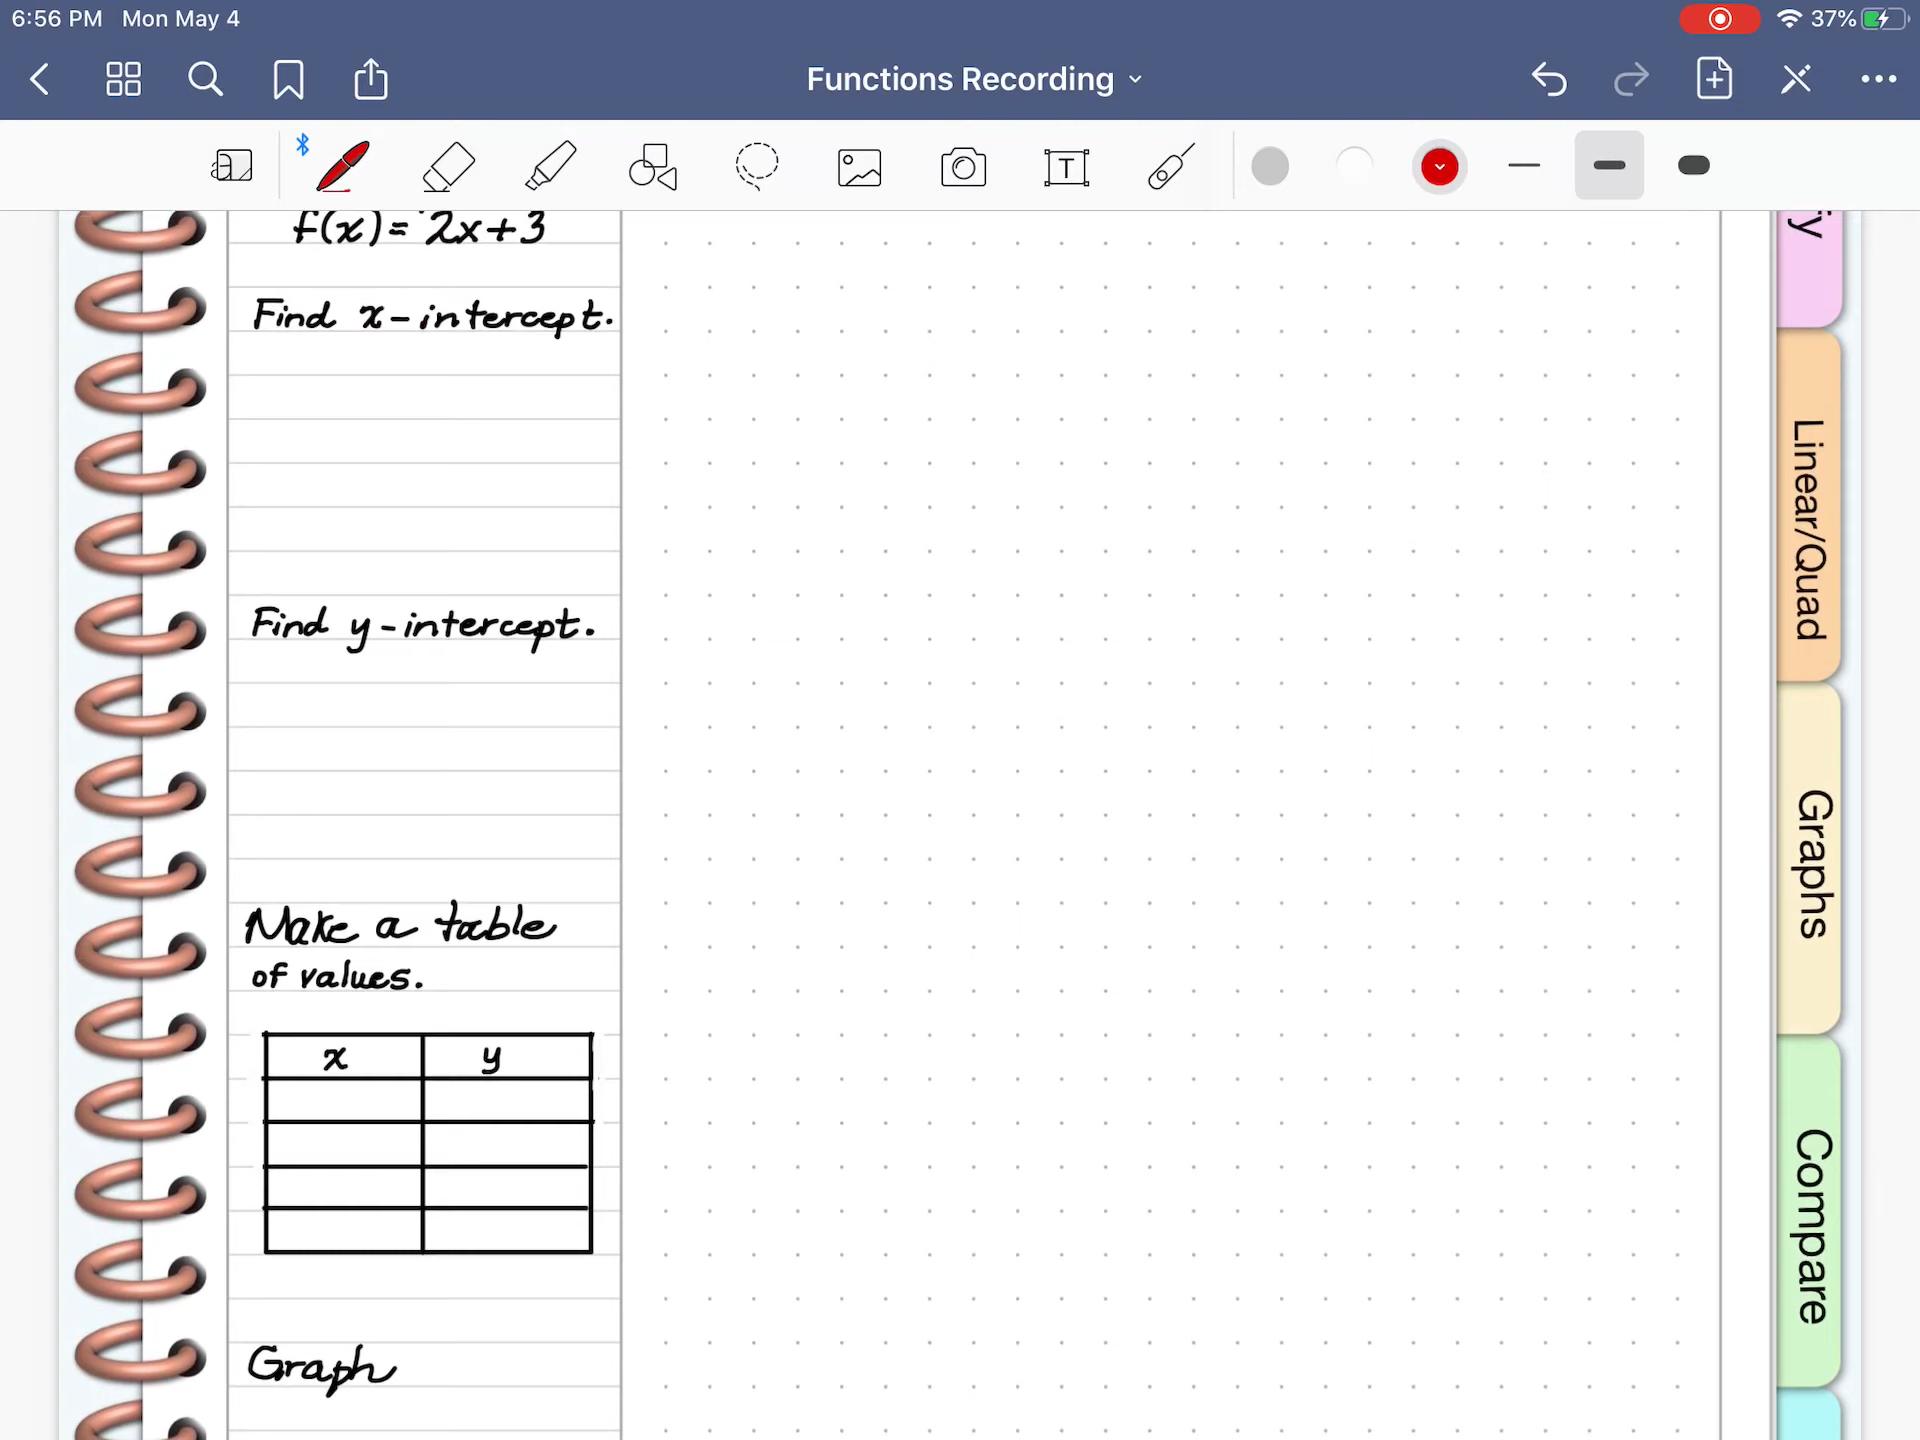 6:56 PM Mon May 4
37%
Functions Recording
T
f(x) = 2x+3
Find x-intercept.
Find y-intercept.
Make a table
of values.
x y
Graph
fy
Linear/Quad
Graphs
Compare